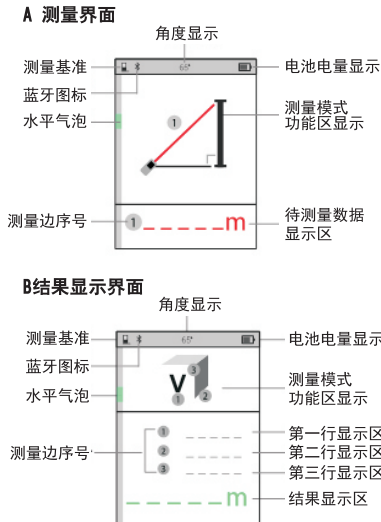 A 测量界面
角度显示
测量基准
65°
电池电量显示
蓝牙图标
水平气泡
1
测量模式
功能区显示
测量边序号
1
m
待测量数据
显示区
B结果显示界面
角度显示
测量基准
65°
电池电量显示
蓝牙图标
水平气泡
V
3
1
2
测量模式
功能区显示
测量边序号
1
2
3
第一行显示区
第二行显示区
第三行显示区
m
结果显示区